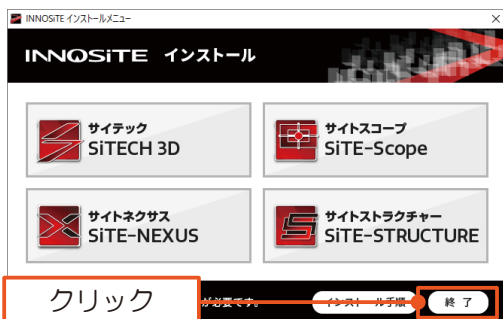 INNOSiTE インストールメニュー
INNOSiTE インストール
サイテック
SiTECH 3D
サイトスコープ
SiTE-Scope
サイトネクサス
SiTE-NEXUS
サイトストラクチャー
SiTE-STRUCTURE
クリック
が必要です。
インストール手順
終 了